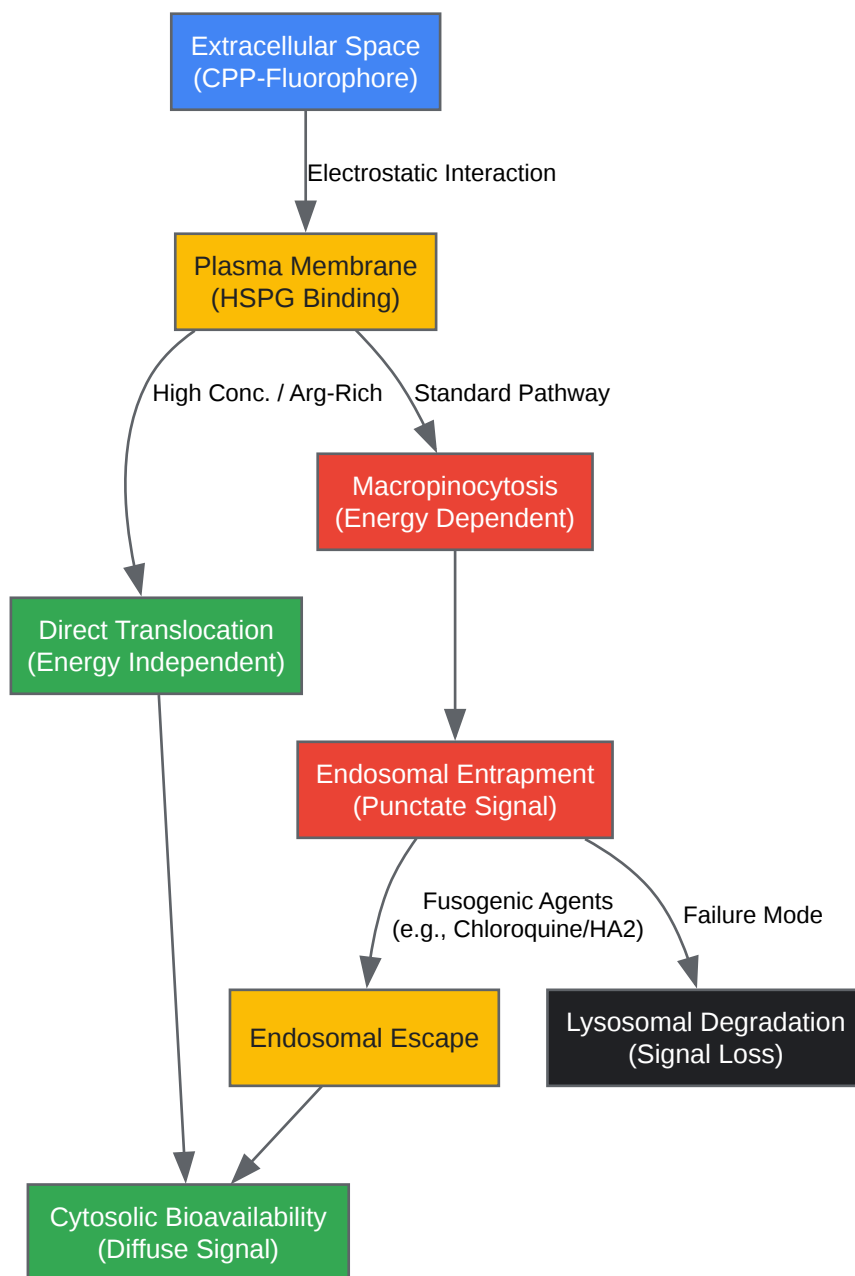 Extracellular Space
(CPP-Fluorophore)
Electrostatic Interaction
Plasma Membrane
(HSPG Binding)
High Conc. / Arg-Rich
Standard Pathway
Macropinocytosis
(Energy Dependent)
Direct Translocation
(Energy Independent)
Endosomal Entrapment
(Punctate Signal)
Fusogenic Agents
(e.g., Chloroquine/HA2)
Failure Mode
Endosomal Escape
Lysosomal Degradation
(Signal Loss)
Cytosolic Bioavailability
(Diffuse Signal)